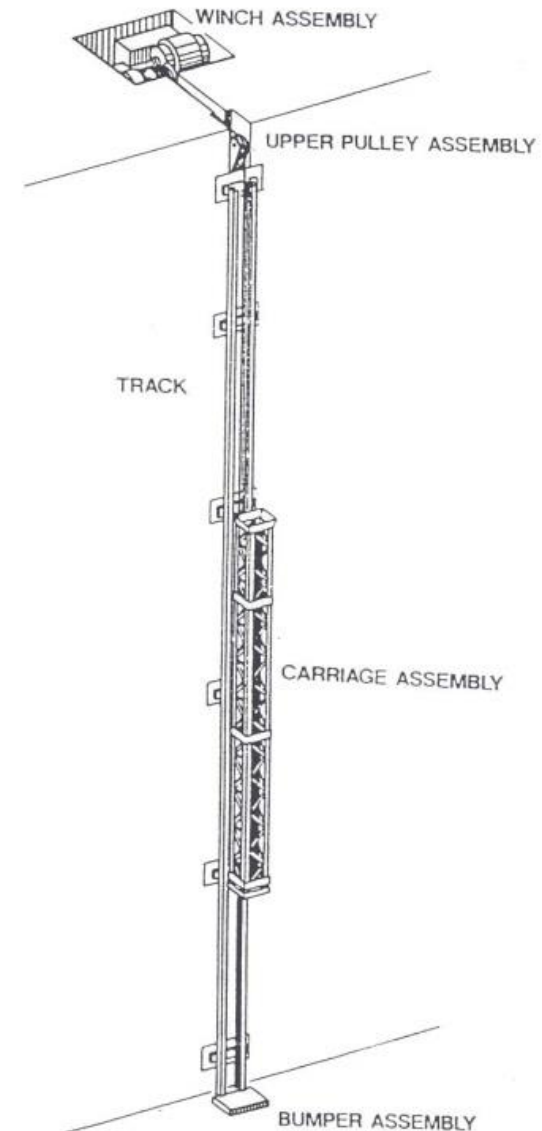 WINCH ASSEMBLY
UPPER PULLEY ASSEMBLY
TRACK
CARRIAGE ASSEMBLY
BUMPER ASSEMBLY